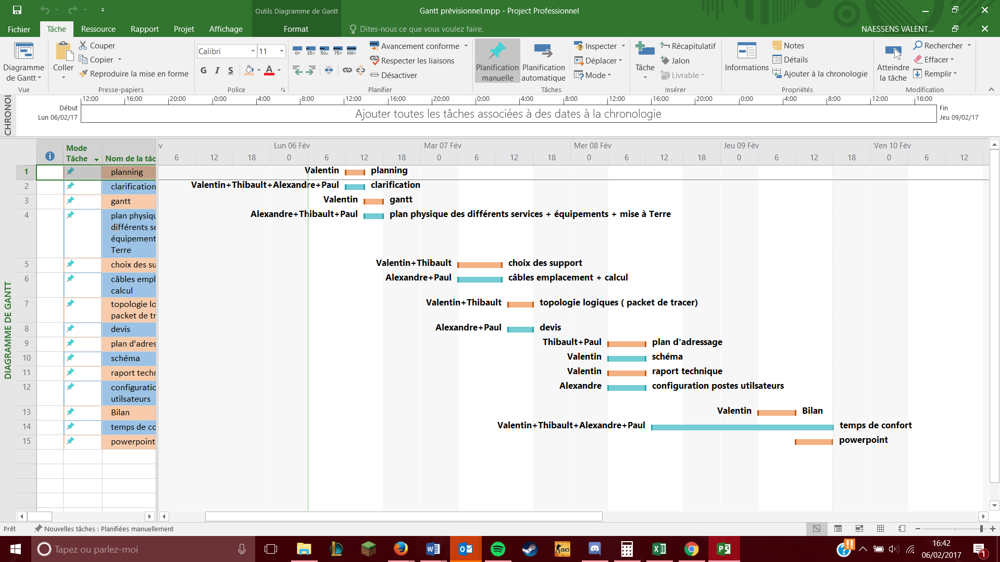 Outils Diagramme de Gantt
Gantt prévisionnel.mpp - Project Professionnel
Fichier Tâche Ressource Rapport Projet Affichage Format Dites-nous ce que vous voulez faire. NAESSENS VALENT...
Diagramme de Gantt
Vue
Coller
Couper
Copier
Reproduire la mise en forme
Presse-papiers
Calibri 11
G I S A
Police
0% 25% 50% 75% 100%
Avancement conforme
Respecter les liaisons
Désactiver
Planifier
Planification manuelle
Planification automatique
Inspecter
Déplacer
Mode
Tâches
Tâche
Récapitulatif
Jalon
Livrable
Insérer
Informations
Notes
Détails
Ajouter à la chronologie
Propriétés
Atteindre la tâche
Rechercher
Effacer
Remplir
Modification
CHRONOL
12:00 16:00 20:00 0:00 4:00 8:00 12:00 16:00 20:00 0:00 4:00 8:00 12:00 16:00 20:00 0:00 4:00 8:00 12:00 16:00
Début
Lun 06/02/17
Ajouter toutes les tâches associées à des dates à la chronologie
Fin
Jeu 09/02/17
DIAGRAMME DE GANTT
Mode Tâche
Nom de la tâc
v Lun 06 Fév Mar 07 Fév Mer 08 Fév Jeu 09 Fév Ven 10 Fév
6 12 18 0 6 12 18 0 6 12 18 0 6 12 18 0 6 12 18 0 6 12
1 planning
2 clarification
3 gantt
4 plan physiqu
différents se
équipement
Terre
5 choix des su
6 câbles empl
calcul
7 topologie lo
packet de tr
8 devis
9 plan d'adres
10 schéma
11 raport techn
12 configuratio
utilsateurs
13 Bilan
14 temps de co
15 powerpoint
Valentin planning
Valentin+Thibault+Alexandre+Paul clarification
Valentin gantt
Alexandre+Thibault+Paul plan physique des différents services + équipements + mise à Terre
Valentin+Thibault choix des support
Alexandre+Paul câbles emplacement + calcul
Valentin+Thibault topologie logiques ( packet de tracer)
Alexandre+Paul devis
Thibault+Paul plan d'adressage
Valentin schéma
Valentin raport technique
Alexandre configuration postes utilsateurs
Valentin Bilan
Valentin+Thibault+Alexandre+Paul temps de confort
powerpoint
Prêt Nouvelles tâches : Planifiées manuellement
Tapez ou parlez-moi
16:42
06/02/2017
1